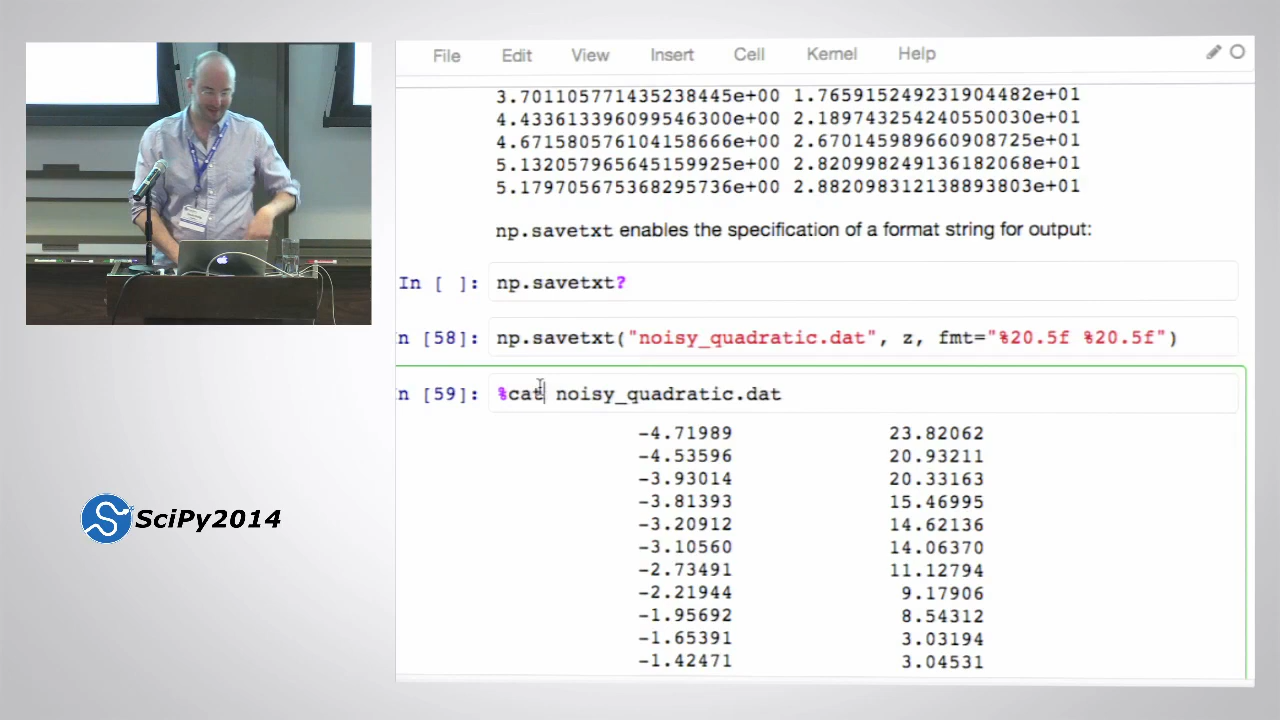 File Edit View Insert Cell Kernel Help
3.701105771435238445e+00 1.765915249231904482e+01
4.433613396099546300e+00 2.189743254240550030e+01
4.671580576104158666e+00 2.670145989660908725e+01
5.132057965645159925e+00 2.820998249136182068e+01
5.179705675368295736e+00 2.882098312138893803e+01
np.savetxt enables the specification of a format string for output:
In [ ]: np.savetxt?
n [58]: np.savetxt("noisy_quadratic.dat", z, fmt="%20.5f %20.5f")
n [59]: %cat noisy_quadratic.dat
-4.71989 23.82062
-4.53596 20.93211
-3.93014 20.33163
-3.81393 15.46995
-3.20912 14.62136
-3.10560 14.06370
-2.73491 11.12794
-2.21944 9.17906
-1.95692 8.54312
-1.65391 3.03194
-1.42471 3.04531
SciPy2014